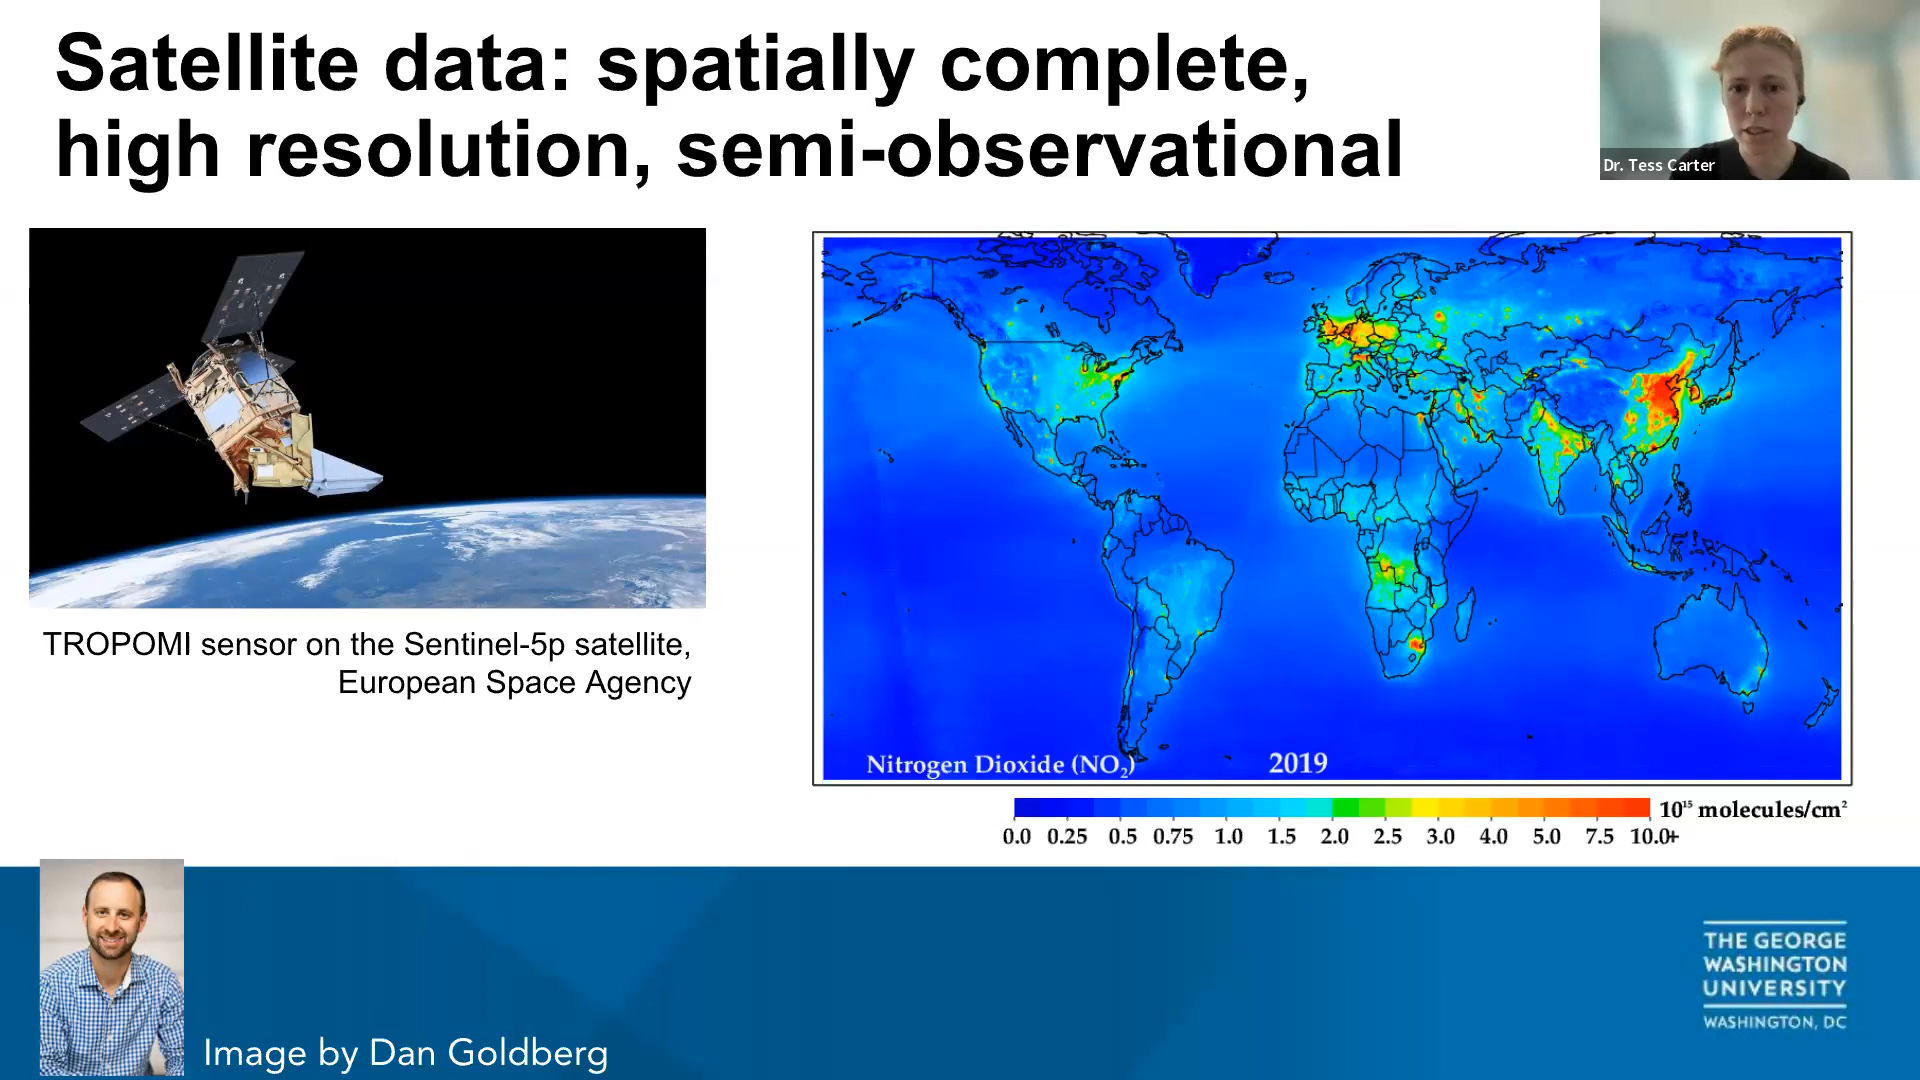 Satellite data: spatially complete,
high resolution, semi-observational
Dr. Tess Carter
TROPOMI sensor on the Sentinel-5p satellite,
European Space Agency
Nitrogen Dioxide (NO₂)
2019
10¹⁵ molecules/cm²
0.0 0.25 0.5 0.75 1.0 1.5 2.0 2.5 3.0 4.0 5.0 7.5 10.0+
Image by Dan Goldberg
THE GEORGE
WASHINGTON
UNIVERSITY
WASHINGTON, DC